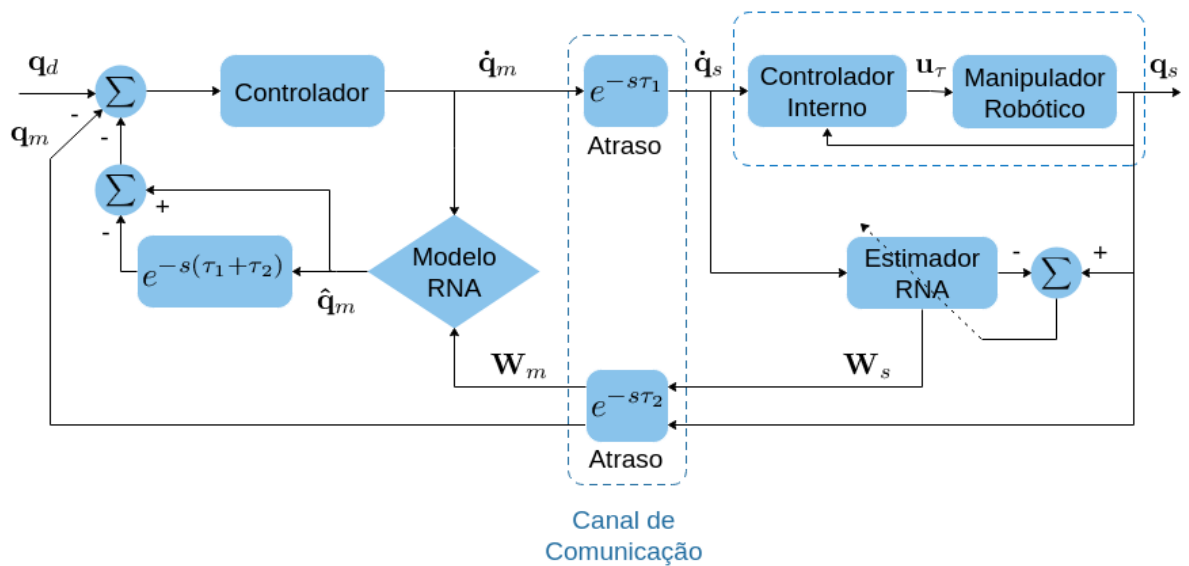 q_d
q_m
-
-
∑
Controlador
q̇_m
e^{-sτ_1}
Atraso
q̇_s
Controlador
Interno
u_τ
Manipulador
Robótico
q_s
∑
+
-
e^{-s(τ_1+τ_2)}
q̂_m
Modelo
RNA
Estimador
RNA
-
∑
+
W_m
W_s
e^{-sτ_2}
Atraso
Canal de
Comunicação